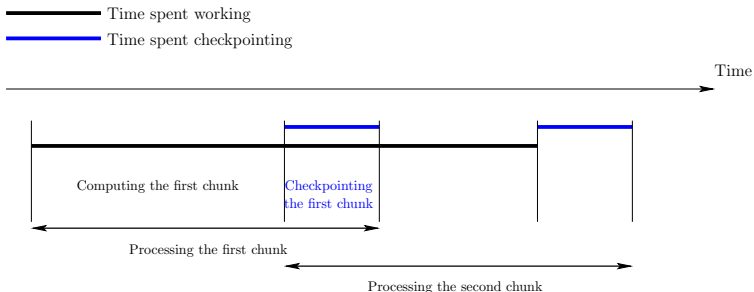 Time spent working
Time spent checkpointing
Time
Computing the first chunk
Checkpointing
the first chunk
Processing the first chunk
Processing the second chunk